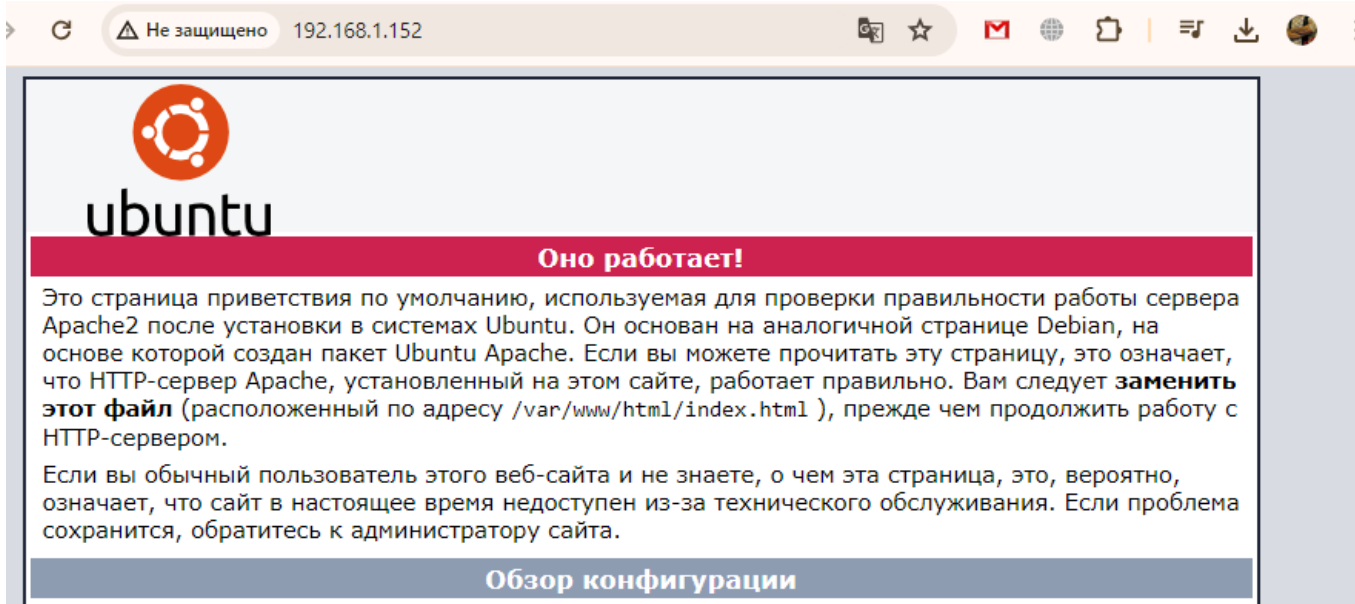 Не защищено 192.168.1.152
ubuntu
Оно работает!
Это страница приветствия по умолчанию, используемая для проверки правильности работы сервера
Apache2 после установки в системах Ubuntu. Он основан на аналогичной странице Debian, на
основе которой создан пакет Ubuntu Apache. Если вы можете прочитать эту страницу, это означает,
что HTTP-сервер Apache, установленный на этом сайте, работает правильно. Вам следует заменить
этот файл (расположенный по адресу /var/www/html/index.html ), прежде чем продолжить работу с
HTTP-сервером.
Если вы обычный пользователь этого веб-сайта и не знаете, о чем эта страница, это, вероятно,
означает, что сайт в настоящее время недоступен из-за технического обслуживания. Если проблема
сохранится, обратитесь к администратору сайта.
Обзор конфигурации